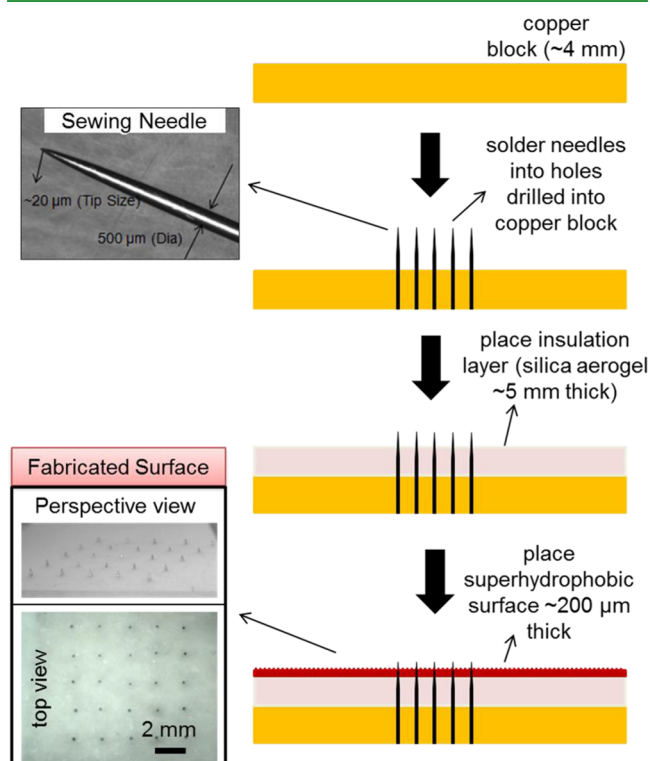 copper
block (~4 mm)
Sewing Needle
~20 µm (Tip Size)
500 µm (Dia)
solder needles
into holes
drilled into
copper block
place insulation
layer (silica aerogel
~5 mm thick)
Fabricated Surface
Perspective view
top view
2 mm
place
superhydrophobic
surface ~200 µm
thick